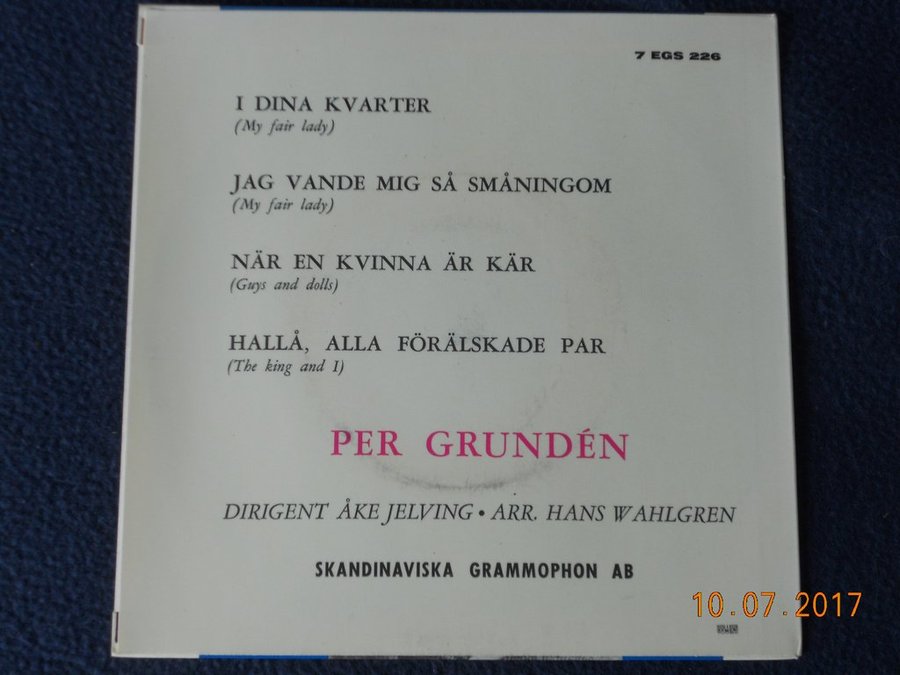 7 EGS 226
I DINA KVARTER
(My fair lady)
JAG VANDE MIG SÅ SMÅNINGOM
(My fair lady)
NÄR EN KVINNA ÄR KÄR
(Guys and dolls)
HALLÅ, ALLA FÖRÄLSKADE PAR
(The king and I)
PER GRUNDÉN
DIRIGENT ÅKE JELVING • ARR. HANS WAHLGREN
SKANDINAVISKA GRAMMOPHON AB
10.07.2017